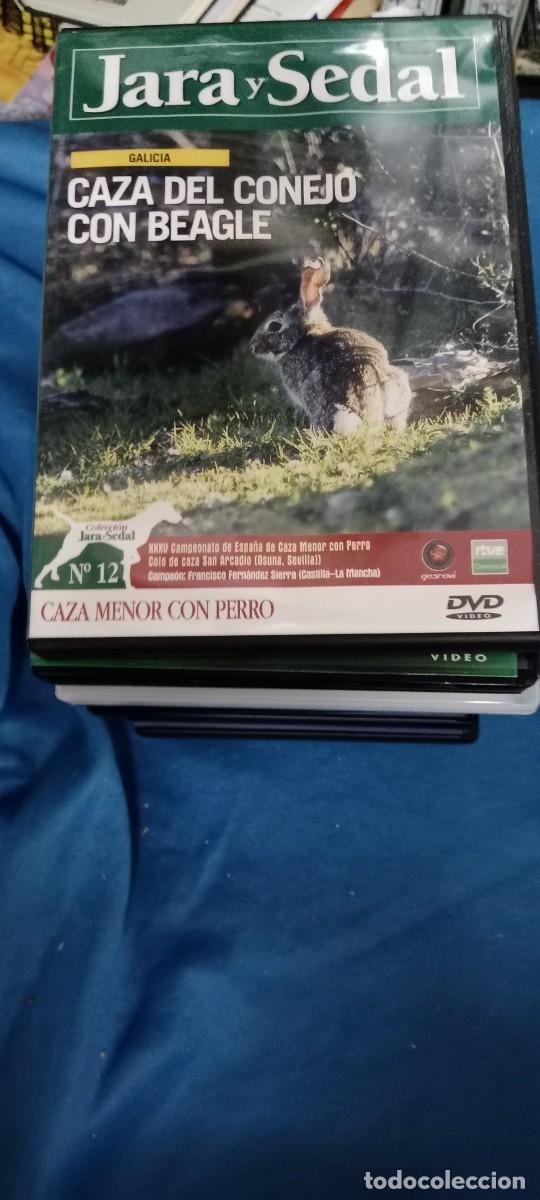 Jara y Sedal
GALICIA
CAZA DEL CONEJO
CON BEAGLE
Colección
Jara y Sedal
Nº 12
XXXV Campeonato de España de Caza Menor con Perro
Coto de caza San Arcadio (Osuna, Sevilla))
Campeón: Francisco Fernández Sierra (Castilla-La Mancha)
gesrovi
rtve
Comercial
CAZA MENOR CON PERRO
DVD
VIDEO
VIDEO
todocoleccion